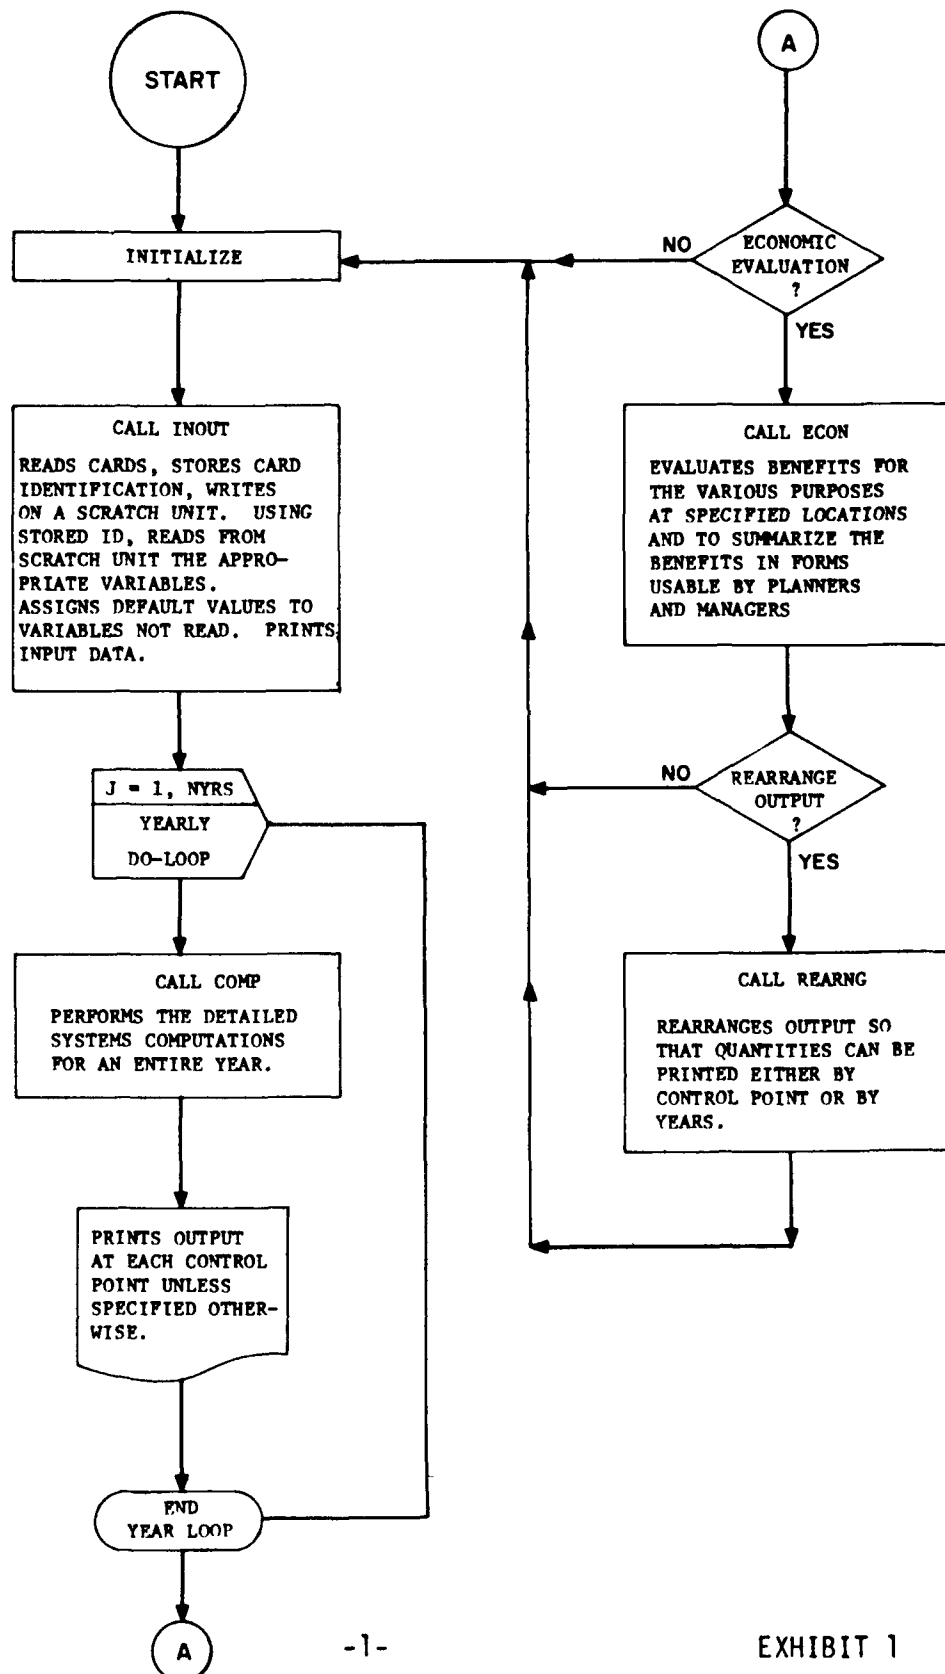 START
INITIALIZE
CALL INOUT
READS CARDS, STORES CARD
IDENTIFICATION, WRITES
ON A SCRATCH UNIT. USING
STORED ID, READS FROM
SCRATCH UNIT THE APPRO-
PRIATE VARIABLES.
ASSIGNS DEFAULT VALUES TO
VARIABLES NOT READ. PRINTS
INPUT DATA.
J = 1, NYRS
YEARLY
DO-LOOP
CALL COMP
PERFORMS THE DETAILED
SYSTEMS COMPUTATIONS
FOR AN ENTIRE YEAR.
PRINTS OUTPUT
AT EACH CONTROL
POINT UNLESS
SPECIFIED OTHER-
WISE.
END
YEAR LOOP
A
A
ECONOMIC
EVALUATION
?
NO
YES
CALL ECON
EVALUATES BENEFITS FOR
THE VARIOUS PURPOSES
AT SPECIFIED LOCATIONS
AND TO SUMMARIZE THE
BENEFITS IN FORMS
USABLE BY PLANNERS
AND MANAGERS
NO
REARRANGE
OUTPUT
?
YES
CALL REARNG
REARRANGES OUTPUT SO
THAT QUANTITIES CAN BE
PRINTED EITHER BY
CONTROL POINT OR BY
YEARS.
-1-
EXHIBIT 1